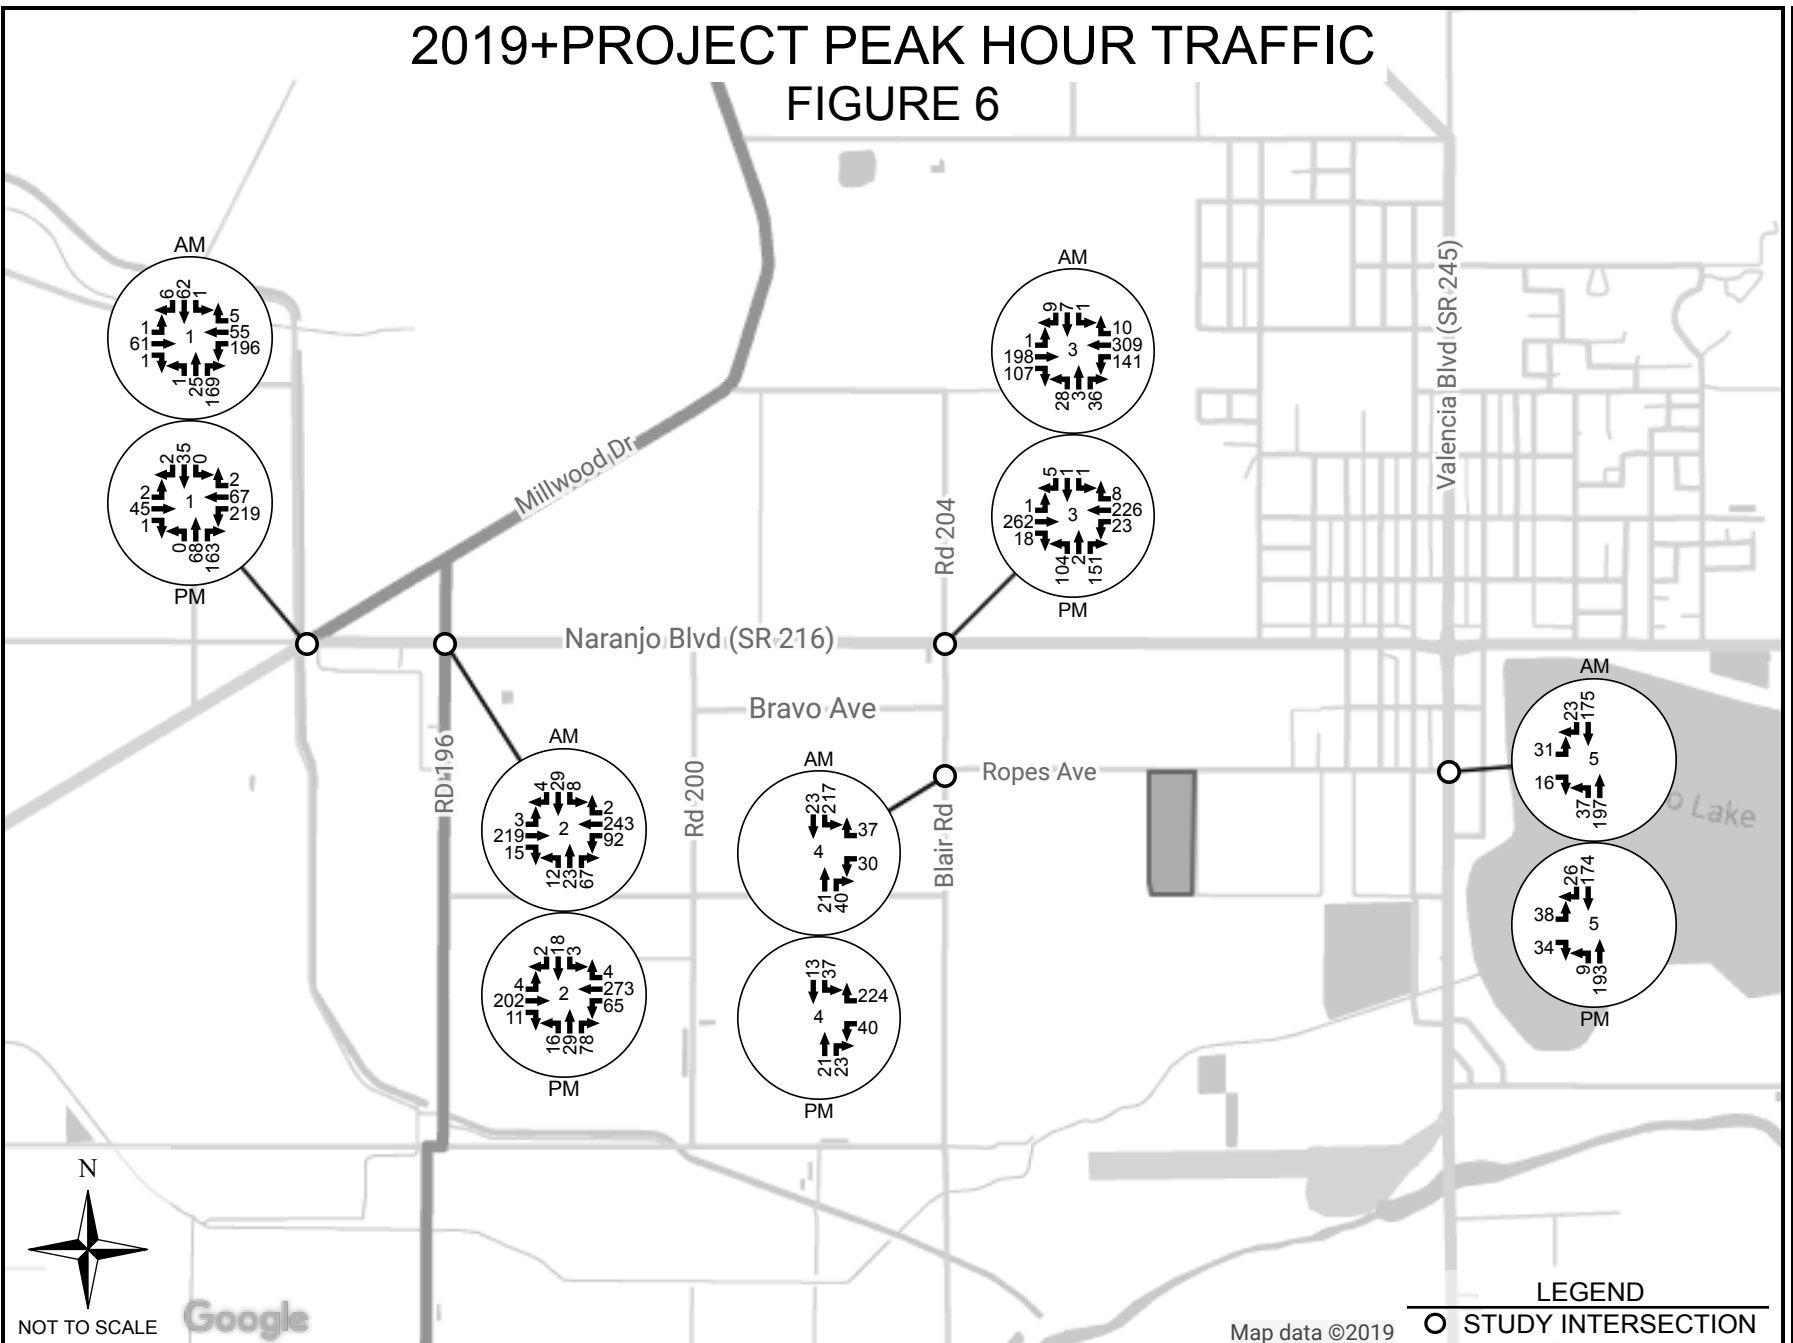 2019+PROJECT PEAK HOUR TRAFFIC
FIGURE 6
AM
6 62 1
1 61 1
1
5 55 196
1 25 169
2 35 0
2 45 1
1
2 67 219
0 68 163
PM
AM
9 7 1
1 198 107
3
10 309 141
28 3 36
5 1 1
1 262 18
3
8 226 23
104 2 151
PM
Millwood Dr
Rd 204
Valencia Blvd (SR 245)
Naranjo Blvd (SR 216)
Bravo Ave
Ropes Ave
RD 196
Rd 200
Blair Rd
AM
4 29 8
3 219 15
2
2 243 92
12 23 67
2 18 3
4 202 11
2
4 273 65
16 29 78
PM
AM
23 217
4
37
30
21 40
13 37
4
224
40
21 23
PM
AM
23 175
31
5
16
37 197
26 174
38
5
34
9 193
PM
o Lake
N
NOT TO SCALE
Google
Map data ©2019
LEGEND
STUDY INTERSECTION